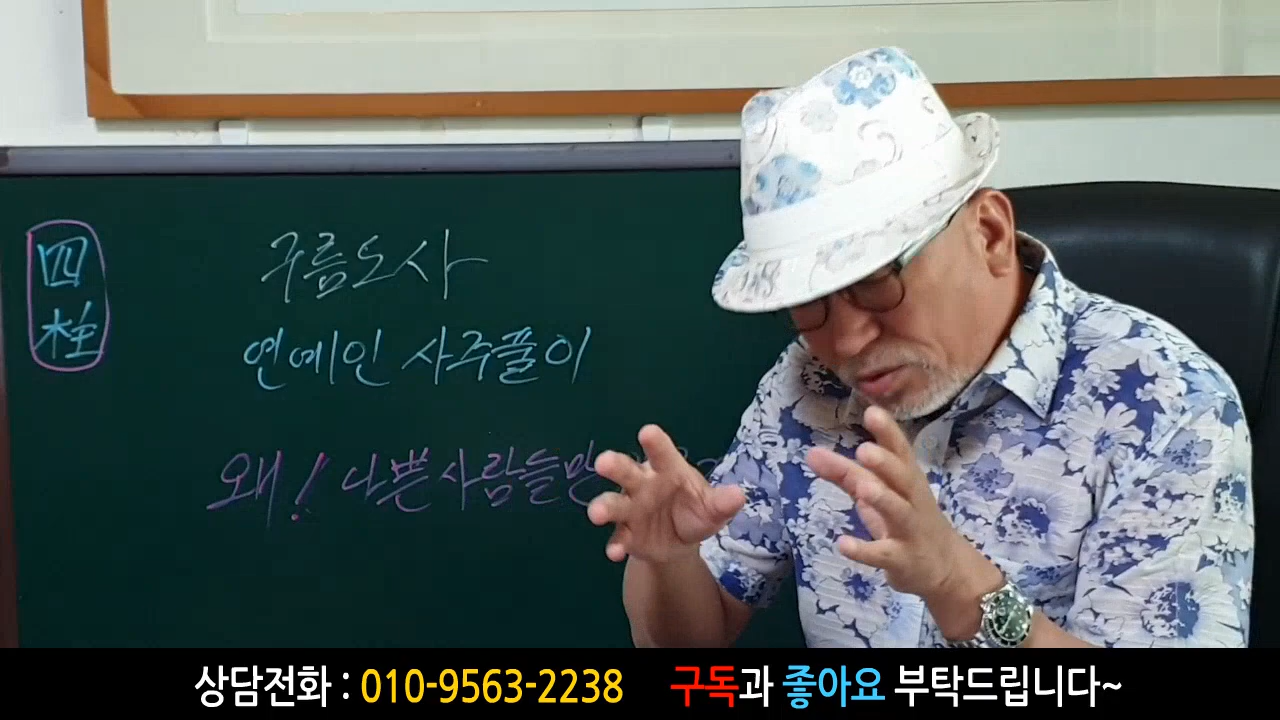 四柱
구름도사
연예인 사주풀이
왜! 나쁜사람들만
상담전화 : 010-9563-2238 구독과 좋아요 부탁드립니다~